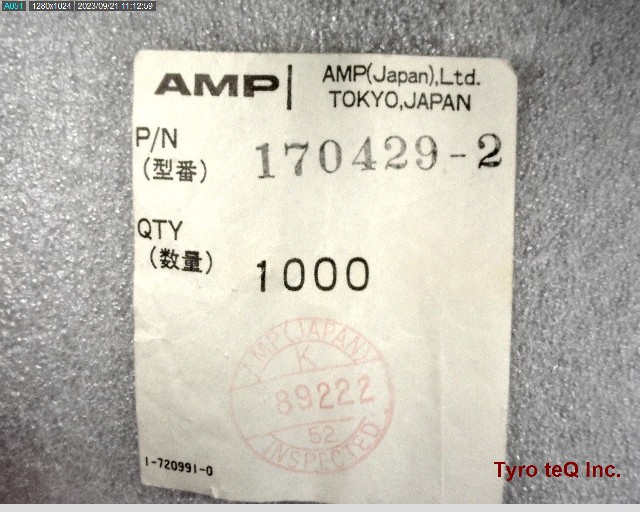 A051 1280x1024 2023/09/21 11:12:59
AMP
AMP(Japan),Ltd.
TOKYO,JAPAN
P/N
(型番)
170429-2
QTY
(数量)
1000
AMP(JAPAN)
K
89222
52
INSPECTED
1-720991-0
Tyro teQ Inc.